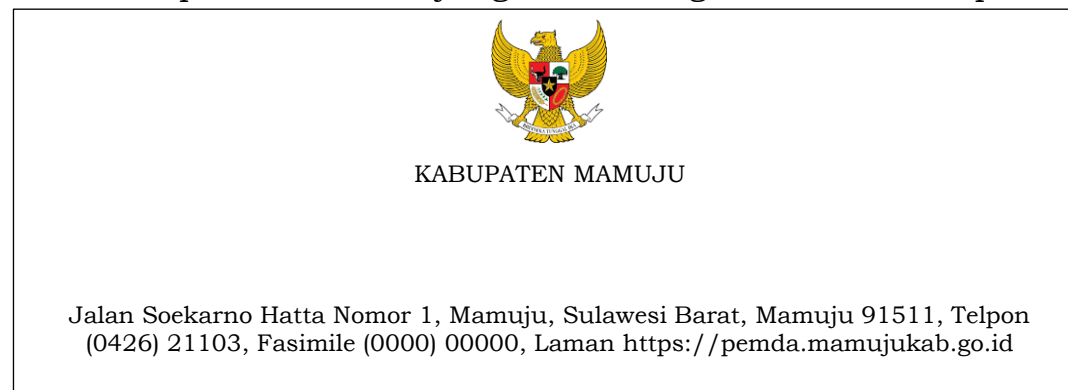 KABUPATEN MAMUJU
Jalan Soekarno Hatta Nomor 1, Mamuju, Sulawesi Barat, Mamuju 91511, Telpon
(0426) 21103, Fasimile (0000) 00000, Laman https://pemda.mamujukab.go.id